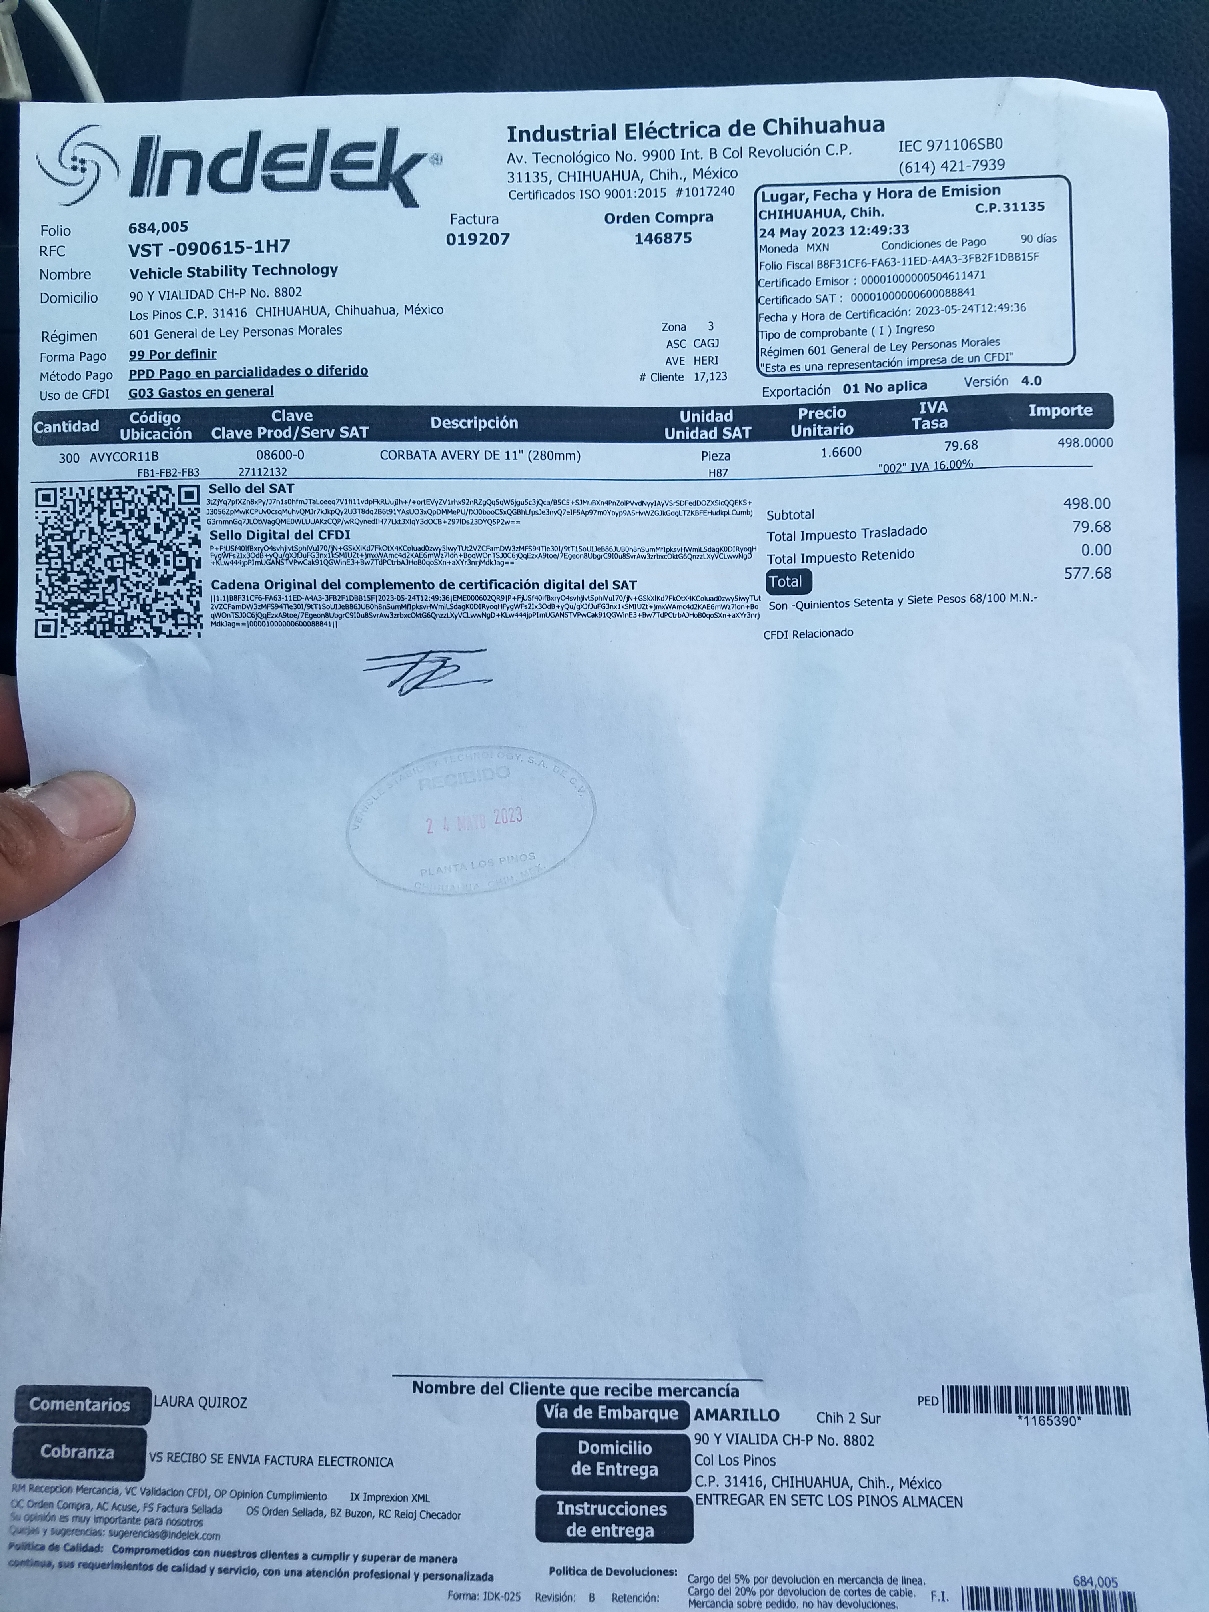 IndElEk®
Industrial Eléctrica de Chihuahua
Av. Tecnológico No. 9900 Int. B Col Revolución C.P.
31135, CHIHUAHUA, Chih., México
Certificados ISO 9001:2015 #1017240
IEC 971106SB0
(614) 421-7939
Folio 684,005
Factura
019207
Orden Compra
146875
RFC VST -090615-1H7
Nombre Vehicle Stability Technology
Domicilio 90 Y VIALIDAD CH-P No. 8802
Los Pinos C.P. 31416 CHIHUAHUA, Chihuahua, México
Régimen 601 General de Ley Personas Morales
Forma Pago 99 Por definir
Método Pago PPD Pago en parcialidades o diferido
Uso de CFDI G03 Gastos en general
Zona 3
ASC CAGJ
AVE HERI
# Cliente 17,123
Lugar, Fecha y Hora de Emision
CHIHUAHUA, Chih. C.P.31135
24 May 2023 12:49:33
Moneda MXN Condiciones de Pago 90 días
Folio Fiscal B8F31CF6-FA63-11ED-A4A3-3FB2F1DBB15F
Certificado Emisor : 00001000000504611471
Certificado SAT : 00001000000600088841
Fecha y Hora de Certificación: 2023-05-24T12:49:36
Tipo de comprobante ( I ) Ingreso
Régimen 601 General de Ley Personas Morales
"Esta es una representación impresa de un CFDI"
Exportación 01 No aplica Versión 4.0
Cantidad Código Ubicación Clave Clave Prod/Serv SAT Descripción Unidad Unidad SAT Precio Unitario IVA Tasa Importe
300 AVYCOR11B 08600-0 CORBATA AVERY DE 11" (280mm) Pieza 1.6600 79.68 498.0000
FB1-FB2-FB3 27112132 H87 "002" IVA 16.00%
Sello del SAT
Sello Digital del CFDI
Cadena Original del complemento de certificación digital del SAT
Subtotal 498.00
Total Impuesto Trasladado 79.68
Total Impuesto Retenido 0.00
Total 577.68
Son -Quinientos Setenta y Siete Pesos 68/100 M.N.-
CFDI Relacionado
VEHICLE STABILITY TECHNOLOGY, S.A. DE C.V.
RECIBIDO
24 MAYO 2023
PLANTA LOS PINOS
CHIHUAHUA, CHIH. MEX.
Nombre del Cliente que recibe mercancía
Comentarios LAURA QUIROZ
Cobranza VS RECIBO SE ENVIA FACTURA ELECTRONICA
RM Recepcion Mercancia, VC Validacion CFDI, OP Opinion Cumplimiento IX Imprexion XML
OC Orden Compra, AC Acuse, FS Factura Sellada OS Orden Sellada, BZ Buzon, RC Reloj Checador
Su opinión es muy importante para nosotros
Quejas y sugerencias: sugerencias@indelek.com
Política de Calidad: Comprometidos con nuestros clientes a cumplir y superar de manera
continua, sus requerimientos de calidad y servicio, con una atención profesional y personalizada
Vía de Embarque AMARILLO Chih 2 Sur
PED
*1165390*
Domicilio de Entrega
90 Y VIALIDA CH-P No. 8802
Col Los Pinos
C.P. 31416, CHIHUAHUA, Chih., México
Instrucciones de entrega
ENTREGAR EN SETC LOS PINOS ALMACEN
Politica de Devoluciones: Cargo del 5% por devolucion en mercancia de linea.
Cargo del 20% por devolucion de cortes de cable.
Mercancia sobre pedido, no hay devoluciones.
Forma: IDK-025 Revisión: B Retención:
F.I.
684,005